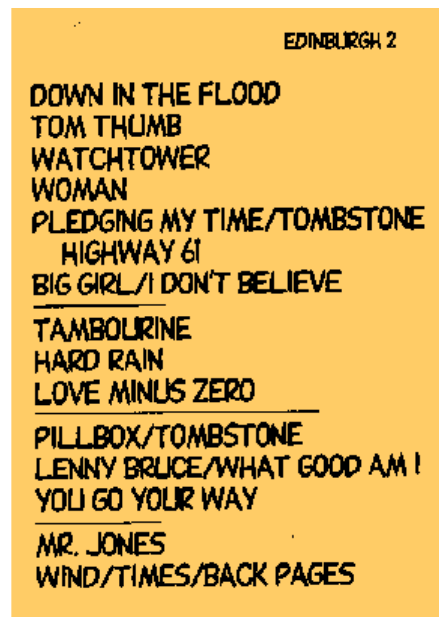 EDINBURGH 2
DOWN IN THE FLOOD
TOM THUMB
WATCHTOWER
WOMAN
PLEDGING MY TIME/TOMBSTONE
HIGHWAY 61
BIG GIRL/I DON'T BELIEVE
TAMBOURINE
HARD RAIN
LOVE MINUS ZERO
PILLBOX/TOMBSTONE
LENNY BRUCE/WHAT GOOD AM I
YOU GO YOUR WAY
MR. JONES
WIND/TIMES/BACK PAGES